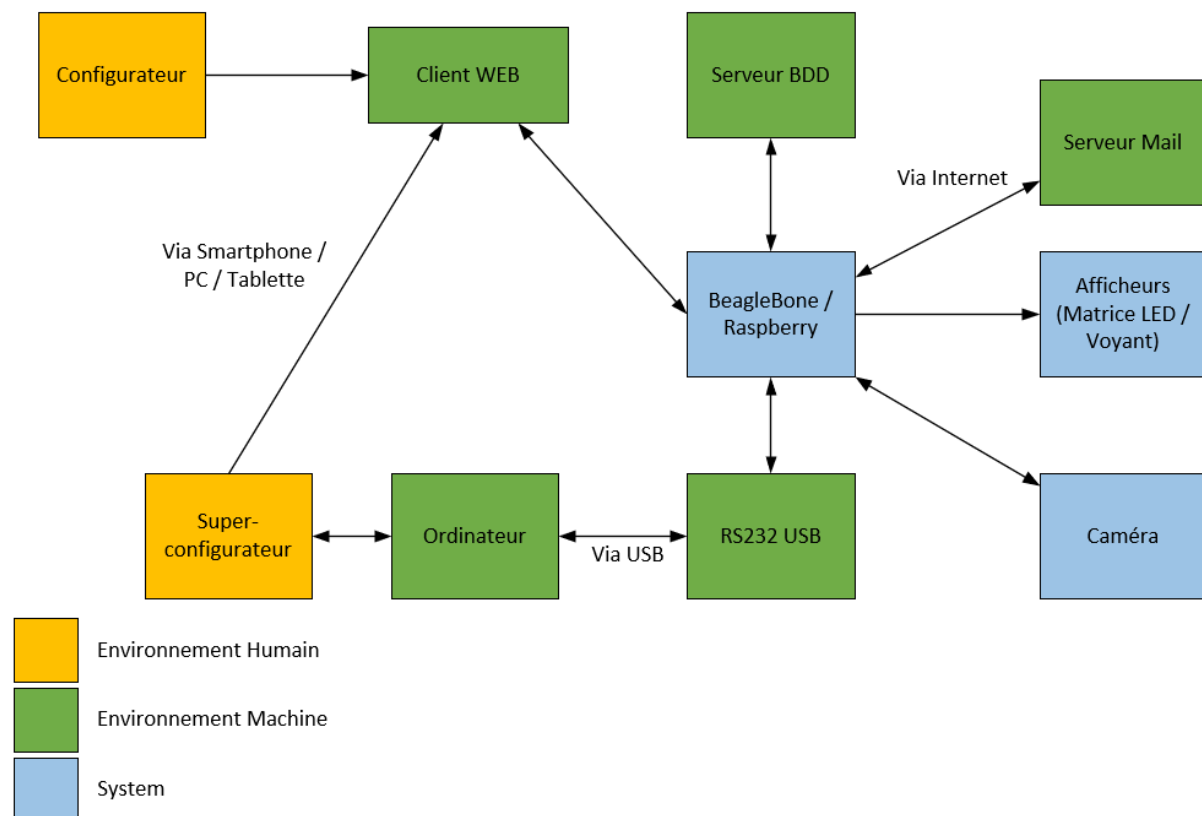 Configurateur
Client WEB
Serveur BDD
Serveur Mail
Via Internet
Via Smartphone /
PC / Tablette
BeagleBone /
Raspberry
Afficheurs
(Matrice LED /
Voyant)
Super-
configurateur
Ordinateur
Via USB
RS232 USB
Caméra
Environnement Humain
Environnement Machine
System